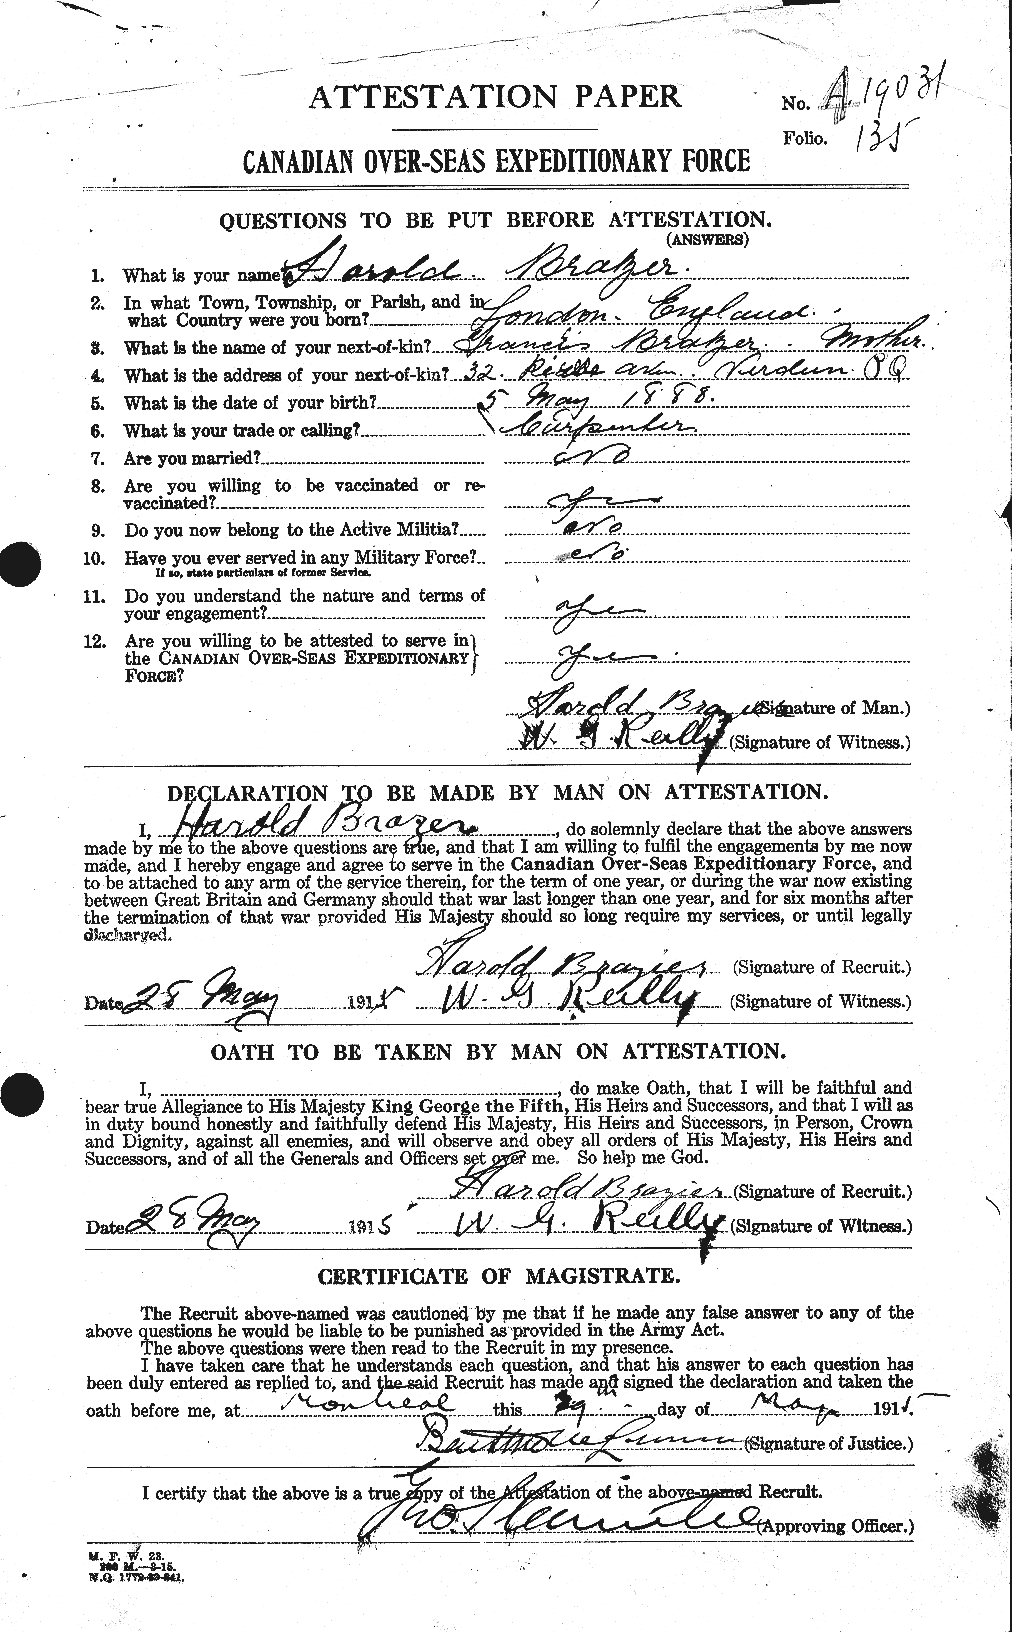 ATTESTATION PAPER
No. A 19031
Folio. 135
CANADIAN OVER-SEAS EXPEDITIONARY FORCE
QUESTIONS TO BE PUT BEFORE ATTESTATION.
(ANSWERS)
1. What is your name? Harold Brazer.
2. In what Town, Township, or Parish, and in
what Country were you born? London. England.
3. What is the name of your next-of-kin? Francis Brazer. Mother.
4. What is the address of your next-of-kin? 32. Verdun. P Q
5. What is the date of your birth? 5 May 1888.
6. What is your trade or calling? Carpenter
7. Are you married? No
8. Are you willing to be vaccinated or re-
vaccinated? Yes
9. Do you now belong to the Active Militia? No
10. Have you ever served in any Military Force? No
If so, state particulars of former Service.
11. Do you understand the nature and terms of
your engagement? Yes
12. Are you willing to be attested to serve in
the CANADIAN OVER-SEAS EXPEDITIONARY
FORCE? Yes
Harold Brazier (Signature of Man.)
W. G Reilly (Signature of Witness.)
DECLARATION TO BE MADE BY MAN ON ATTESTATION.
I, Harold Brazer, do solemnly declare that the above answers
made by me to the above questions are true, and that I am willing to fulfil the engagements by me now
made, and I hereby engage and agree to serve in the Canadian Over-Seas Expeditionary Force, and
to be attached to any arm of the service therein, for the term of one year, or during the war now existing
between Great Britain and Germany should that war last longer than one year, and for six months after
the termination of that war provided His Majesty should so long require my services, or until legally
discharged.
Harold Brazier (Signature of Recruit.)
Date 28 May 1915 W. G Reilly (Signature of Witness.)
OATH TO BE TAKEN BY MAN ON ATTESTATION.
I, , do make Oath, that I will be faithful and
bear true Allegiance to His Majesty King George the Fifth, His Heirs and Successors, and that I will as
in duty bound honestly and faithfully defend His Majesty, His Heirs and Successors, in Person, Crown
and Dignity, against all enemies, and will observe and obey all orders of His Majesty, His Heirs and
Successors, and of all the Generals and Officers set over me. So help me God.
Harold Brazier (Signature of Recruit.)
Date 28 May 1915 W. G. Reilly (Signature of Witness.)
CERTIFICATE OF MAGISTRATE.
The Recruit above-named was cautioned by me that if he made any false answer to any of the
above questions he would be liable to be punished as provided in the Army Act.
The above questions were then read to the Recruit in my presence.
I have taken care that he understands each question, and that his answer to each question has
been duly entered as replied to, and the said Recruit has made and signed the declaration and taken the
oath before me, at Montreal this 29th day of May 1915
(Signature of Justice.)
I certify that the above is a true copy of the Attestation of the above-named Recruit.
(Approving Officer.)
M. F. W. 23.
200 M.—3-15.